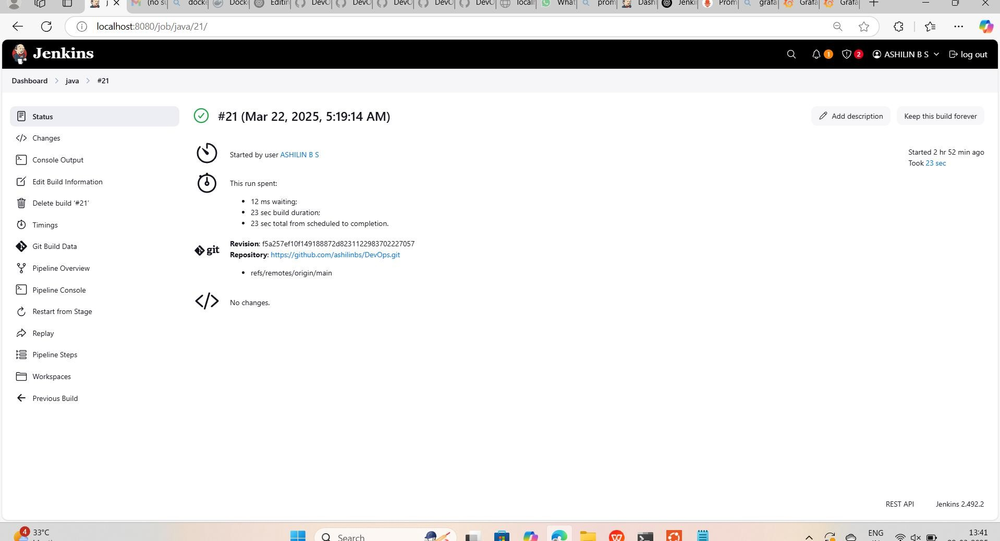 (no su
docke
Docke
Editin
DevO
DevO
DevO
DevO
DevO
localh
What
prom
Dashl
Jenki
Prom
grafa
Grafa
Grafa
localhost:8080/job/java/21/
Jenkins
1
2
ASHILIN B S
log out
Dashboard
java
#21
Status
Changes
Console Output
Edit Build Information
Delete build ‘#21’
Timings
Git Build Data
Pipeline Overview
Pipeline Console
Restart from Stage
Replay
Pipeline Steps
Workspaces
Previous Build
#21 (Mar 22, 2025, 5:19:14 AM)
Add description
Keep this build forever
Started by user ASHILIN B S
Started 2 hr 52 min ago
Took 23 sec
This run spent:
12 ms waiting;
23 sec build duration;
23 sec total from scheduled to completion.
git
Revision: f5a257ef10f149188872d8231122983702227057
Repository: https://github.com/ashilinbs/DevOps.git
refs/remotes/origin/main
No changes.
REST API
Jenkins 2.492.2
4
33°C
Search
ENG
13:41